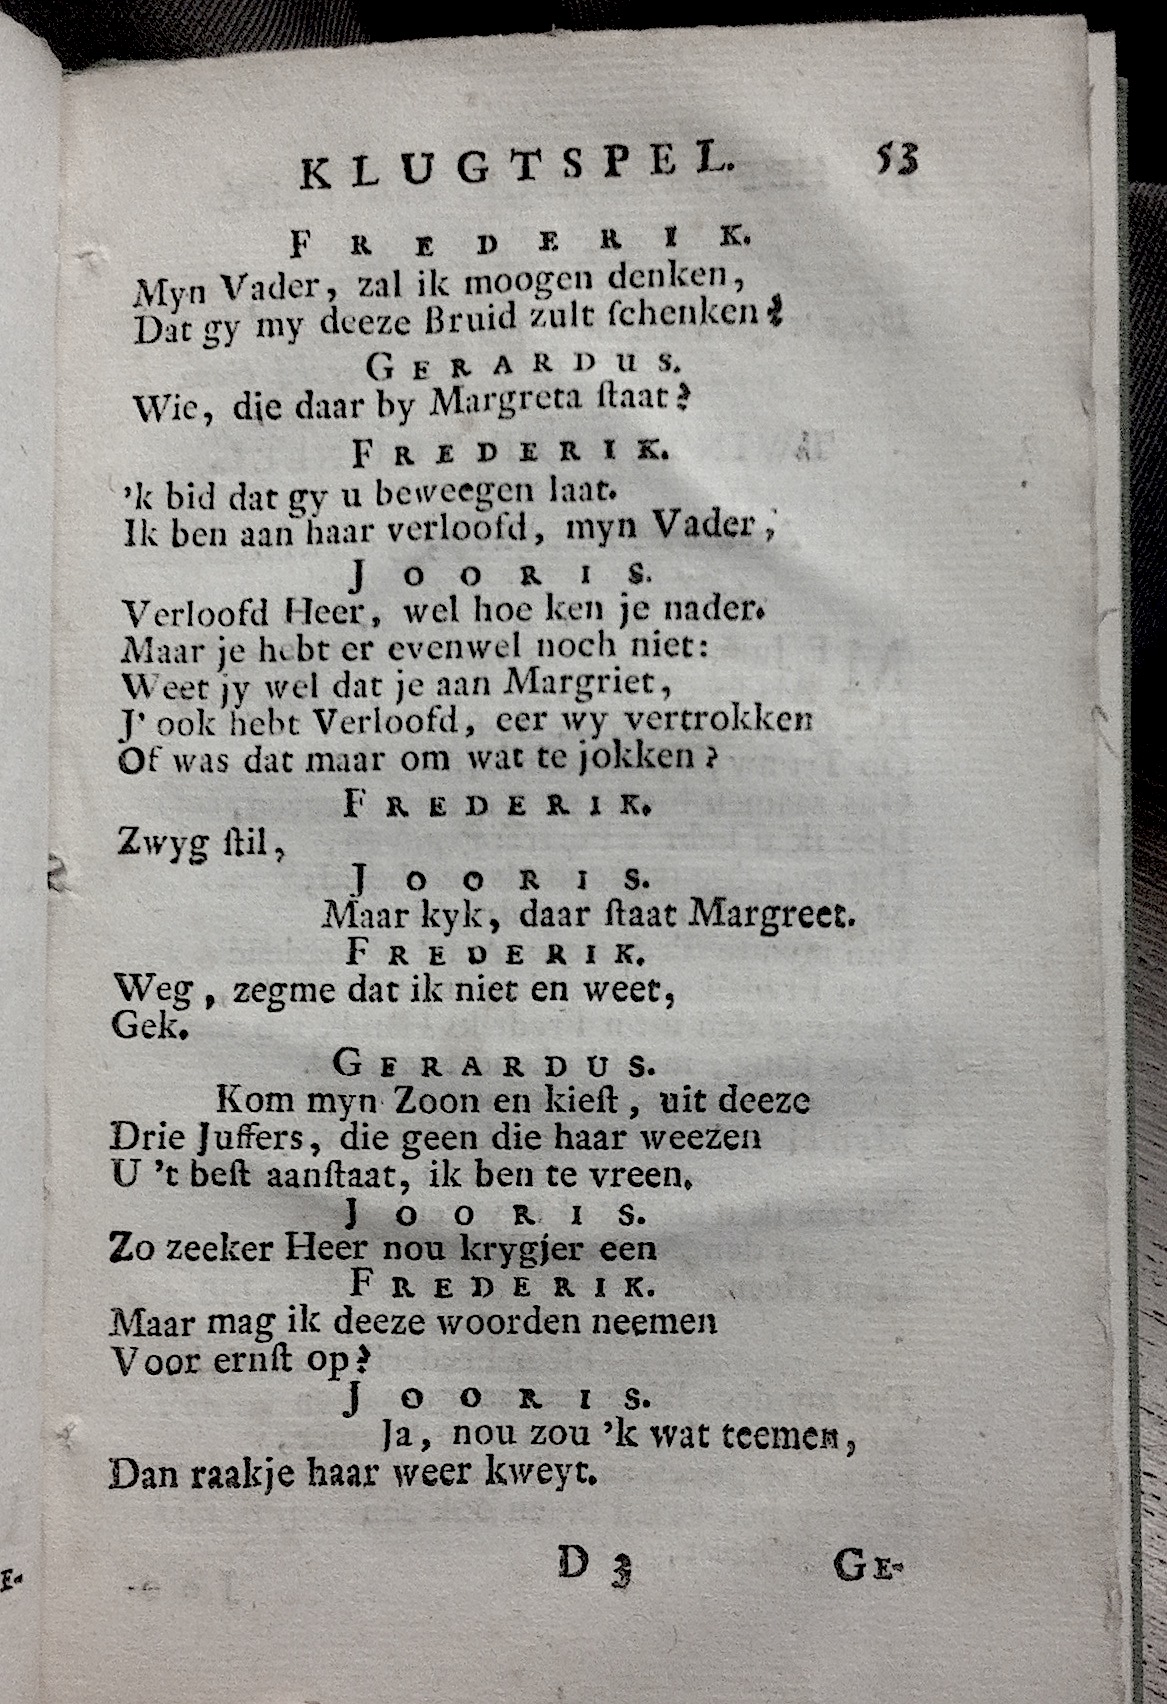 KLUGTSPEL. 53
FREDERIK.
Myn Vader, zal ik moogen denken,
Dat gy my deeze Bruid zult ſchenken?
GERARDUS.
Wie, die daar by Margreta ſtaat?
FREDERIK.
'k bid dat gy u beweegen laat.
Ik ben aan haar verloofd, myn Vader,
JOORIS.
Verloofd Heer, wel hoe ken je nader.
Maar je hebt er evenwel noch niet:
Weet jy wel dat je aan Margriet,
J' ook hebt Verloofd, eer wy vertrokken
Of was dat maar om wat te jokken?
FREDERIK.
Zwyg ſtil,
JOORIS.
Maar kyk, daar ſtaat Margreet.
FREDERIK.
Weg, zegme dat ik niet en weet,
Gek.
GERARDUS.
Kom myn Zoon en kieſt, uit deeze
Drie Juffers, die geen die haar weezen
U 't beſt aanſtaat, ik ben te vreen.
JOORIS.
Zo zeeker Heer nou krygjer een
FREDERIK.
Maar mag ik deeze woorden neemen
Voor ernſt op?
JOORIS.
Ja, nou zou 'k wat teemen,
Dan raakje haar weer kweyt.
D 3 GE-